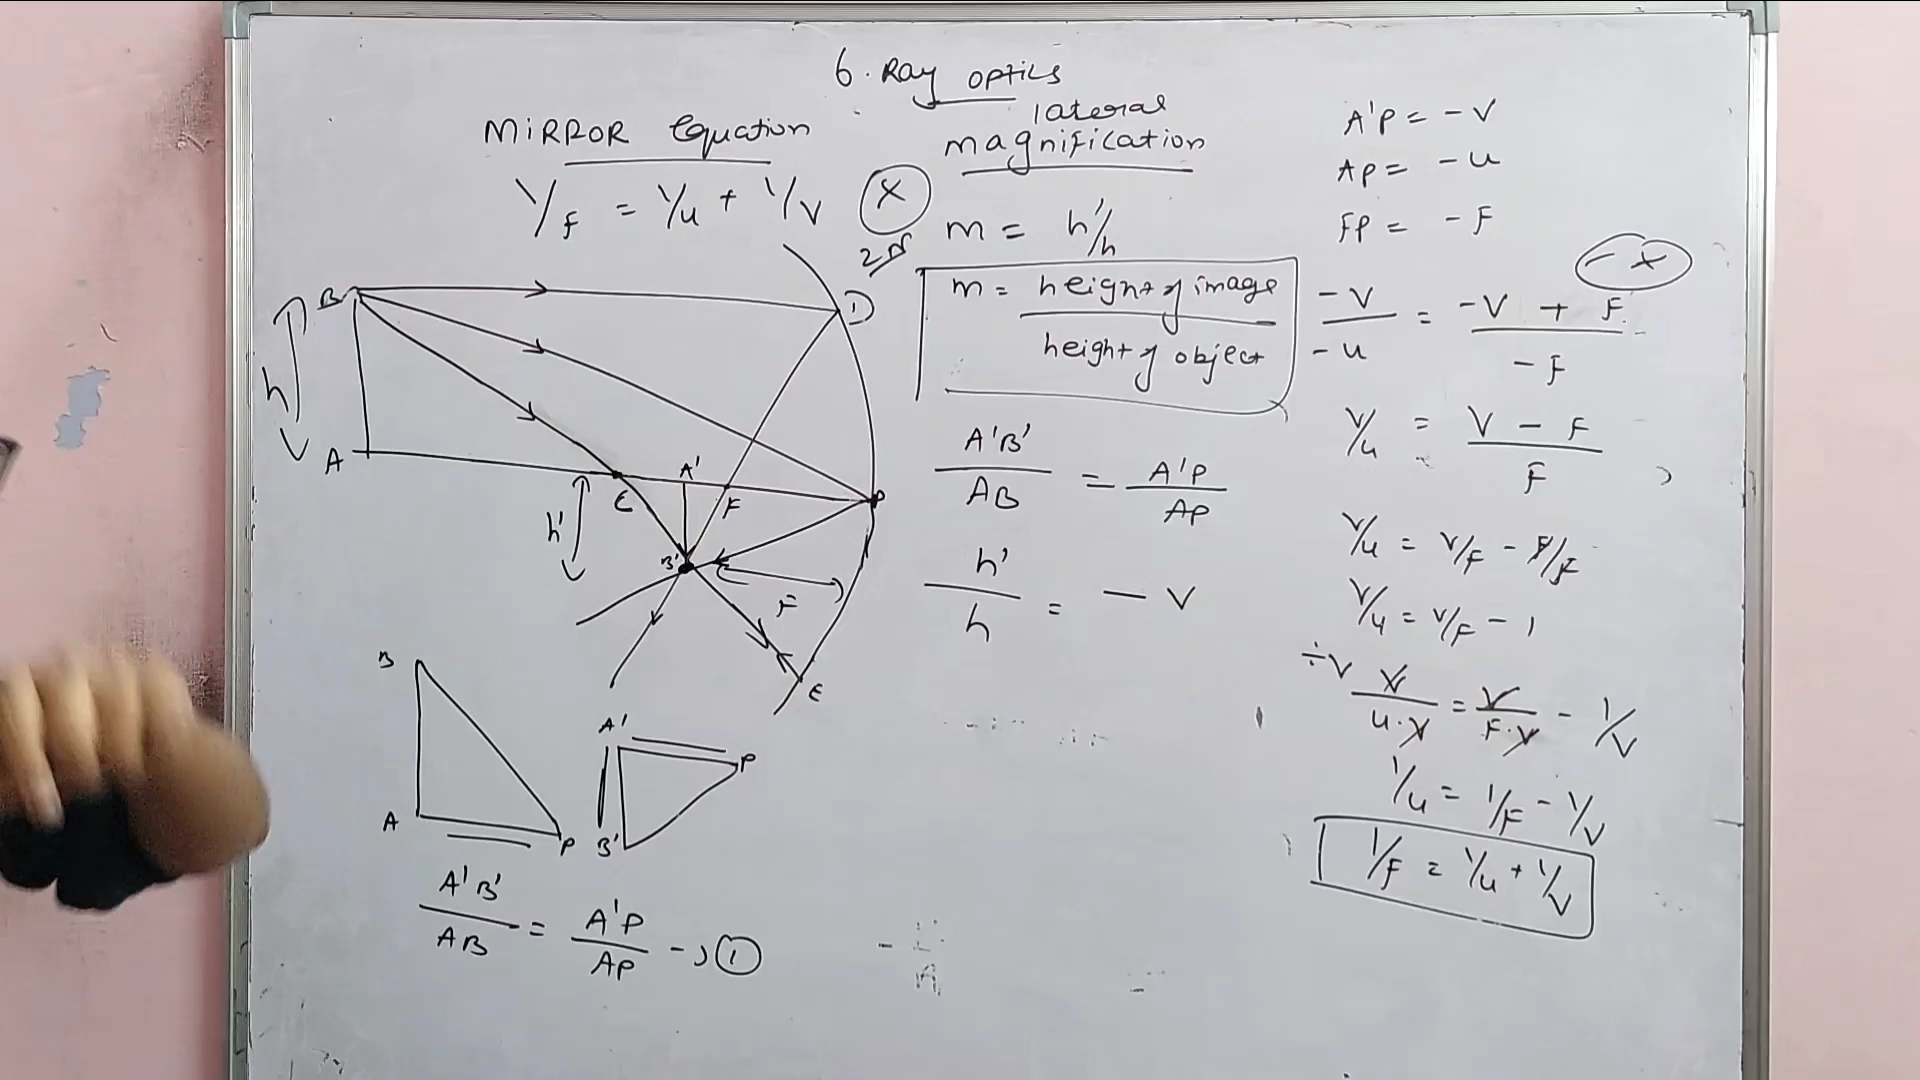 6. Ray optics
MIRROR Equation
1/f = 1/u + 1/v
X
B
D
h
A
E
A'
F
P
h'
B'
F
E
B
A
P
A'
B'
P
A'B'/AB = A'P/AP - 1
lateral
magnification
m = h'/h
m = height of image / height of object
A'B'/AB = A'P/AP
h'/h = - v
A'P = - v
AP = - u
FP = - F
- x
-v/-u = -v + F/-F
v/u = v - F/F
v/u = v/F - F/F
v/u = v/F - 1
÷v v/u.v = v/F.v - 1/v
1/u = 1/F - 1/v
1/f = 1/u + 1/v